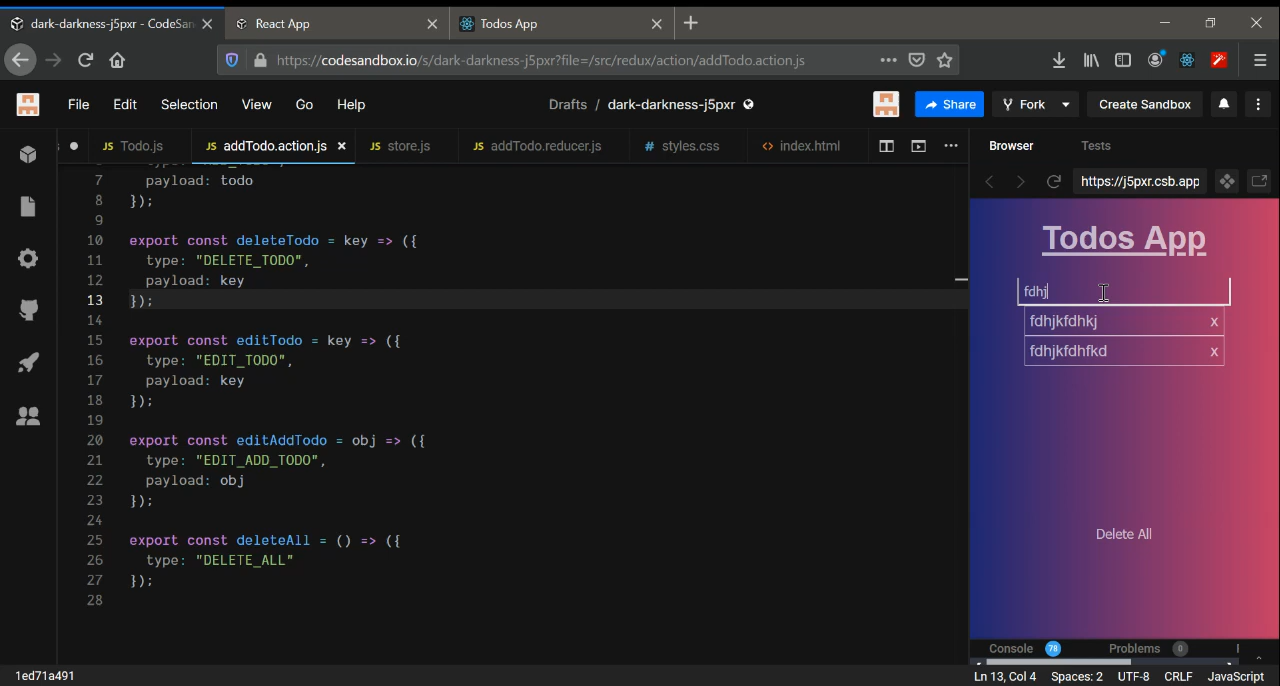 dark-darkness-j5pxr - CodeSan
React App
Todos App
https://codesandbox.io/s/dark-darkness-j5pxr?file=/src/redux/action/addTodo.action.js
File Edit Selection View Go Help
Drafts / dark-darkness-j5pxr
Share
Fork
Create Sandbox
JS Todo.js
JS addTodo.action.js
JS store.js
JS addTodo.reducer.js
# styles.css
<> index.html
Browser
Tests
https://j5pxr.csb.app
7 payload: todo
8 });
9
10 export const deleteTodo = key => ({
11 type: "DELETE_TODO",
12 payload: key
13 });
14
15 export const editTodo = key => ({
16 type: "EDIT_TODO",
17 payload: key
18 });
19
20 export const editAddTodo = obj => ({
21 type: "EDIT_ADD_TODO",
22 payload: obj
23 });
24
25 export const deleteAll = () => ({
26 type: "DELETE_ALL"
27 });
28
Todos App
fdhj
fdhjkfdhkj x
fdhjkfdhfkd x
Delete All
Console 78
Problems 0
1ed71a491
Ln 13, Col 4 Spaces: 2 UTF-8 CRLF JavaScript